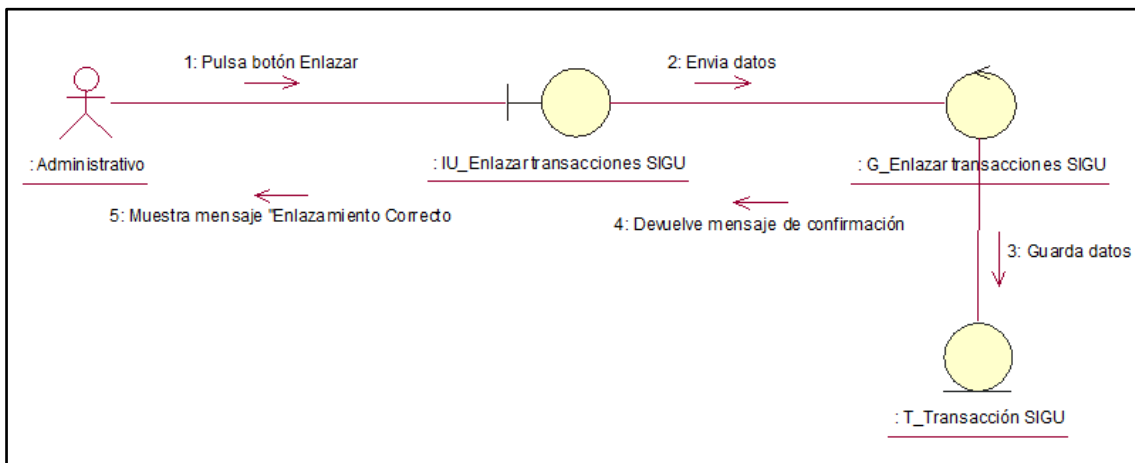 1: Pulsa botón Enlazar
2: Envia datos
: Administrativo
: IU_Enlazar transacciones SIGU
: G_Enlazar transacciones SIGU
5: Muestra mensaje "Enlazamiento Correcto
4: Devuelve mensaje de confirmación
3: Guarda datos
: T_Transacción SIGU